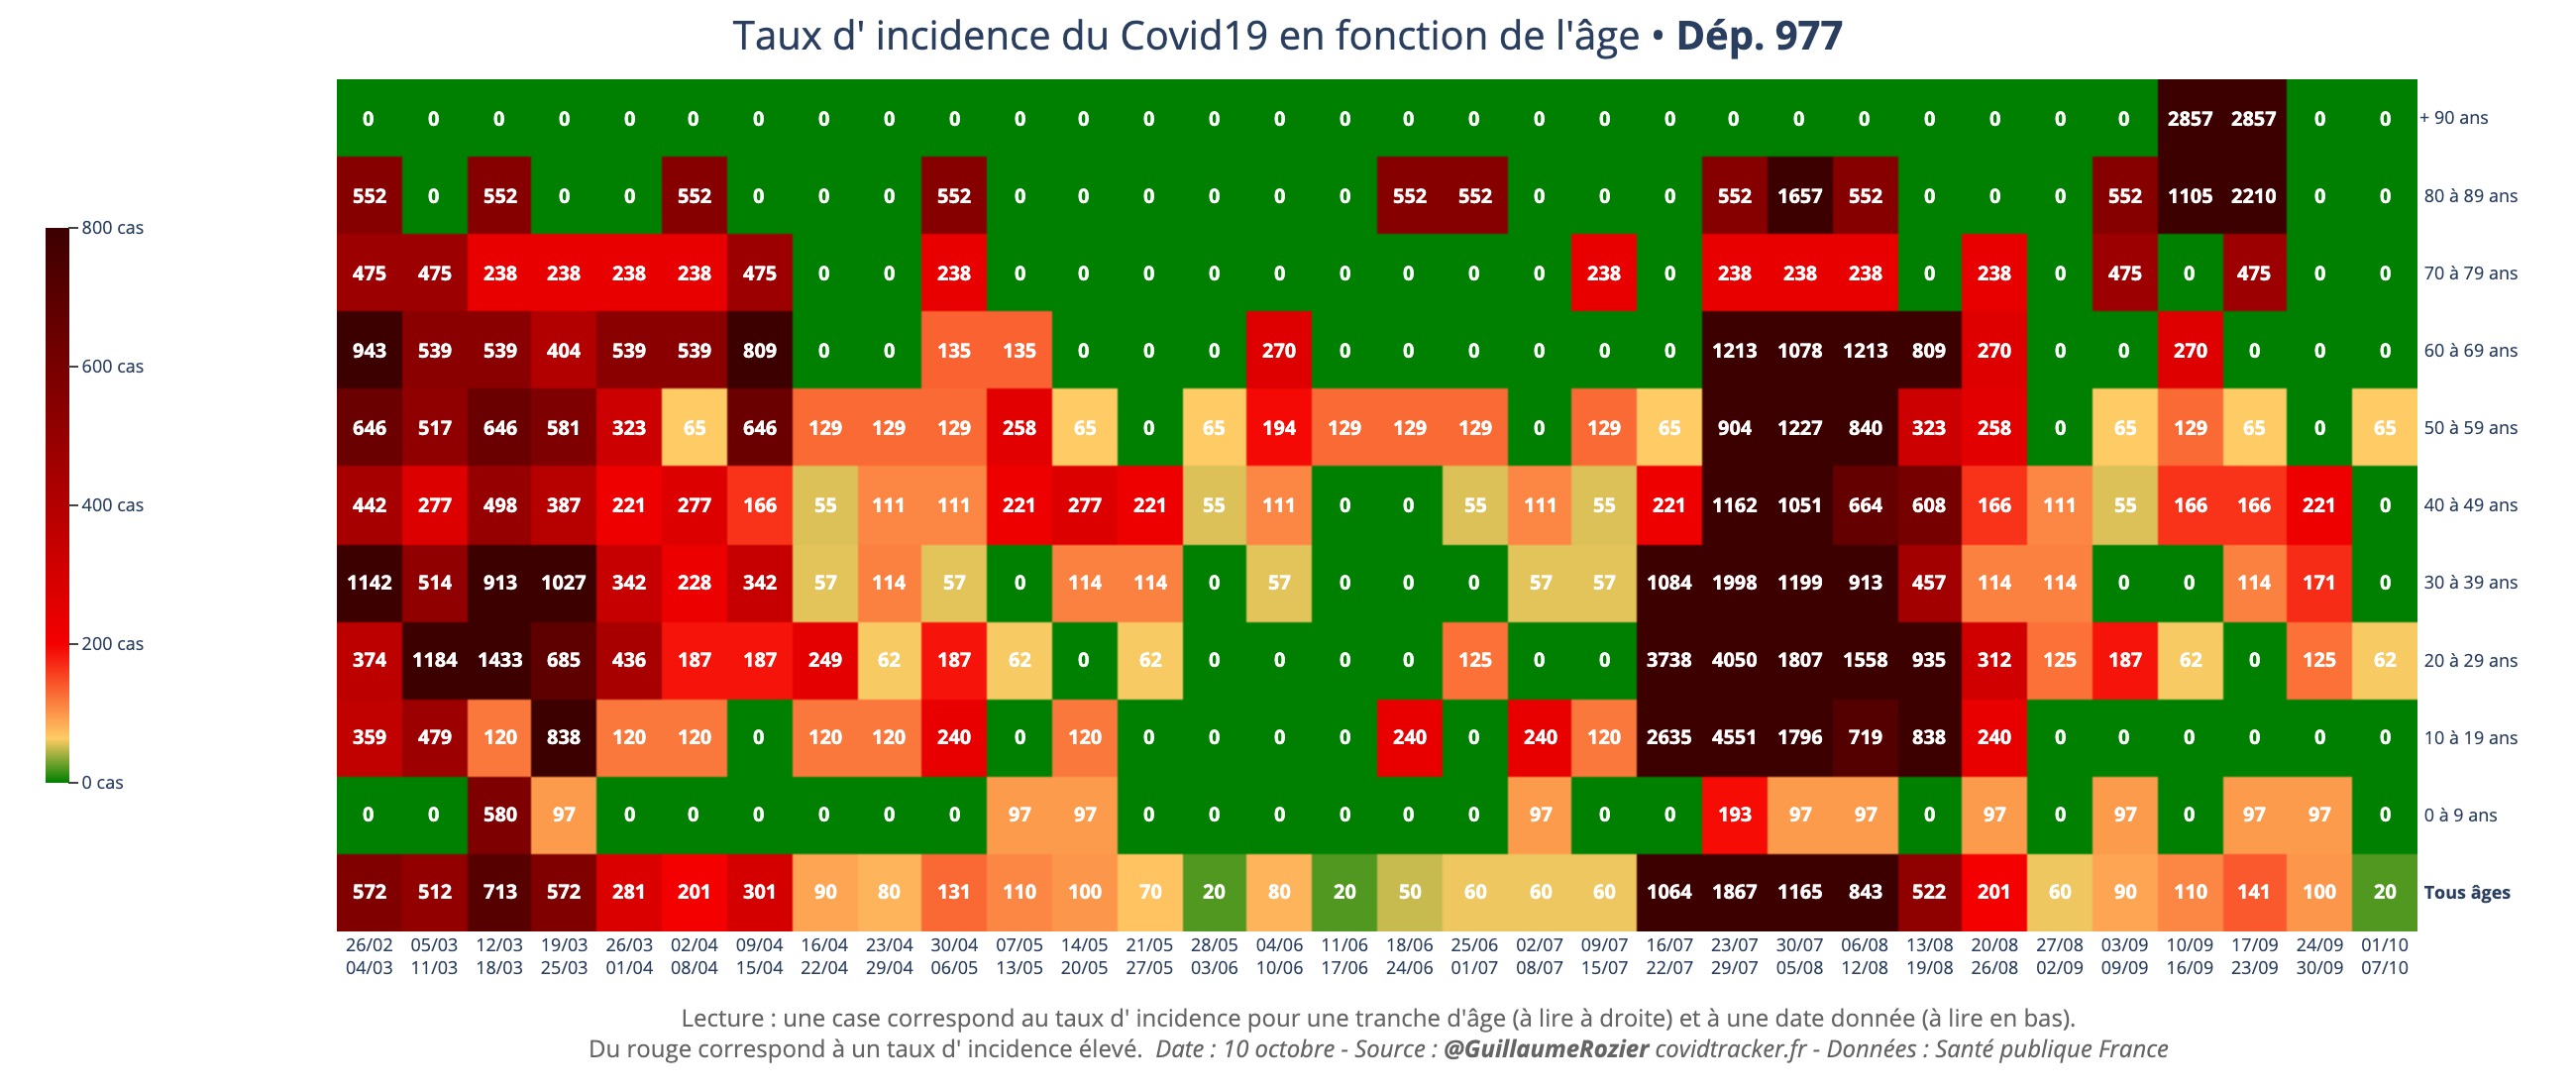 Taux d' incidence du Covid19 en fonction de l'âge • Dép. 977
0 0 0 0 0 0 0 0 0 0 0 0 0 0 0 0 0 0 0 0 0 0 0 0 0 0 0 0 2857 2857 0 0 + 90 ans
552 0 552 0 0 552 0 0 0 552 0 0 0 0 0 0 552 552 0 0 0 552 1657 552 0 0 0 552 1105 2210 0 0 80 à 89 ans
800 cas
475 475 238 238 238 238 475 0 0 238 0 0 0 0 0 0 0 0 0 238 0 238 238 238 0 238 0 475 0 475 0 0 70 à 79 ans
943 539 539 404 539 539 809 0 0 135 135 0 0 0 270 0 0 0 0 0 0 1213 1078 1213 809 270 0 0 270 0 0 0 60 à 69 ans
600 cas
646 517 646 581 323 65 646 129 129 129 258 65 0 65 194 129 129 129 0 129 65 904 1227 840 323 258 0 65 129 65 0 65 50 à 59 ans
400 cas
442 277 498 387 221 277 166 55 111 111 221 277 221 55 111 0 0 55 111 55 221 1162 1051 664 608 166 111 55 166 166 221 0 40 à 49 ans
1142 514 913 1027 342 228 342 57 114 57 0 114 114 0 57 0 0 0 57 57 1084 1998 1199 913 457 114 114 0 0 114 171 0 30 à 39 ans
200 cas
374 1184 1433 685 436 187 187 249 62 187 62 0 62 0 0 0 0 125 0 0 3738 4050 1807 1558 935 312 125 187 62 0 125 62 20 à 29 ans
359 479 120 838 120 120 0 120 120 240 0 120 0 0 0 0 240 0 240 120 2635 4551 1796 719 838 240 0 0 0 0 0 0 10 à 19 ans
0 cas
0 0 580 97 0 0 0 0 0 0 97 97 0 0 0 0 0 0 97 0 0 193 97 97 0 97 0 97 0 97 97 0 0 à 9 ans
572 512 713 572 281 201 301 90 80 131 110 100 70 20 80 20 50 60 60 60 1064 1867 1165 843 522 201 60 90 110 141 100 20 Tous âges
26/02 05/03 12/03 19/03 26/03 02/04 09/04 16/04 23/04 30/04 07/05 14/05 21/05 28/05 04/06 11/06 18/06 25/06 02/07 09/07 16/07 23/07 30/07 06/08 13/08 20/08 27/08 03/09 10/09 17/09 24/09 01/10
04/03 11/03 18/03 25/03 01/04 08/04 15/04 22/04 29/04 06/05 13/05 20/05 27/05 03/06 10/06 17/06 24/06 01/07 08/07 15/07 22/07 29/07 05/08 12/08 19/08 26/08 02/09 09/09 16/09 23/09 30/09 07/10
Lecture : une case correspond au taux d' incidence pour une tranche d'âge (à lire à droite) et à une date donnée (à lire en bas).
Du rouge correspond à un taux d' incidence élevé. Date : 10 octobre - Source : @GuillaumeRozier covidtracker.fr - Données : Santé publique France